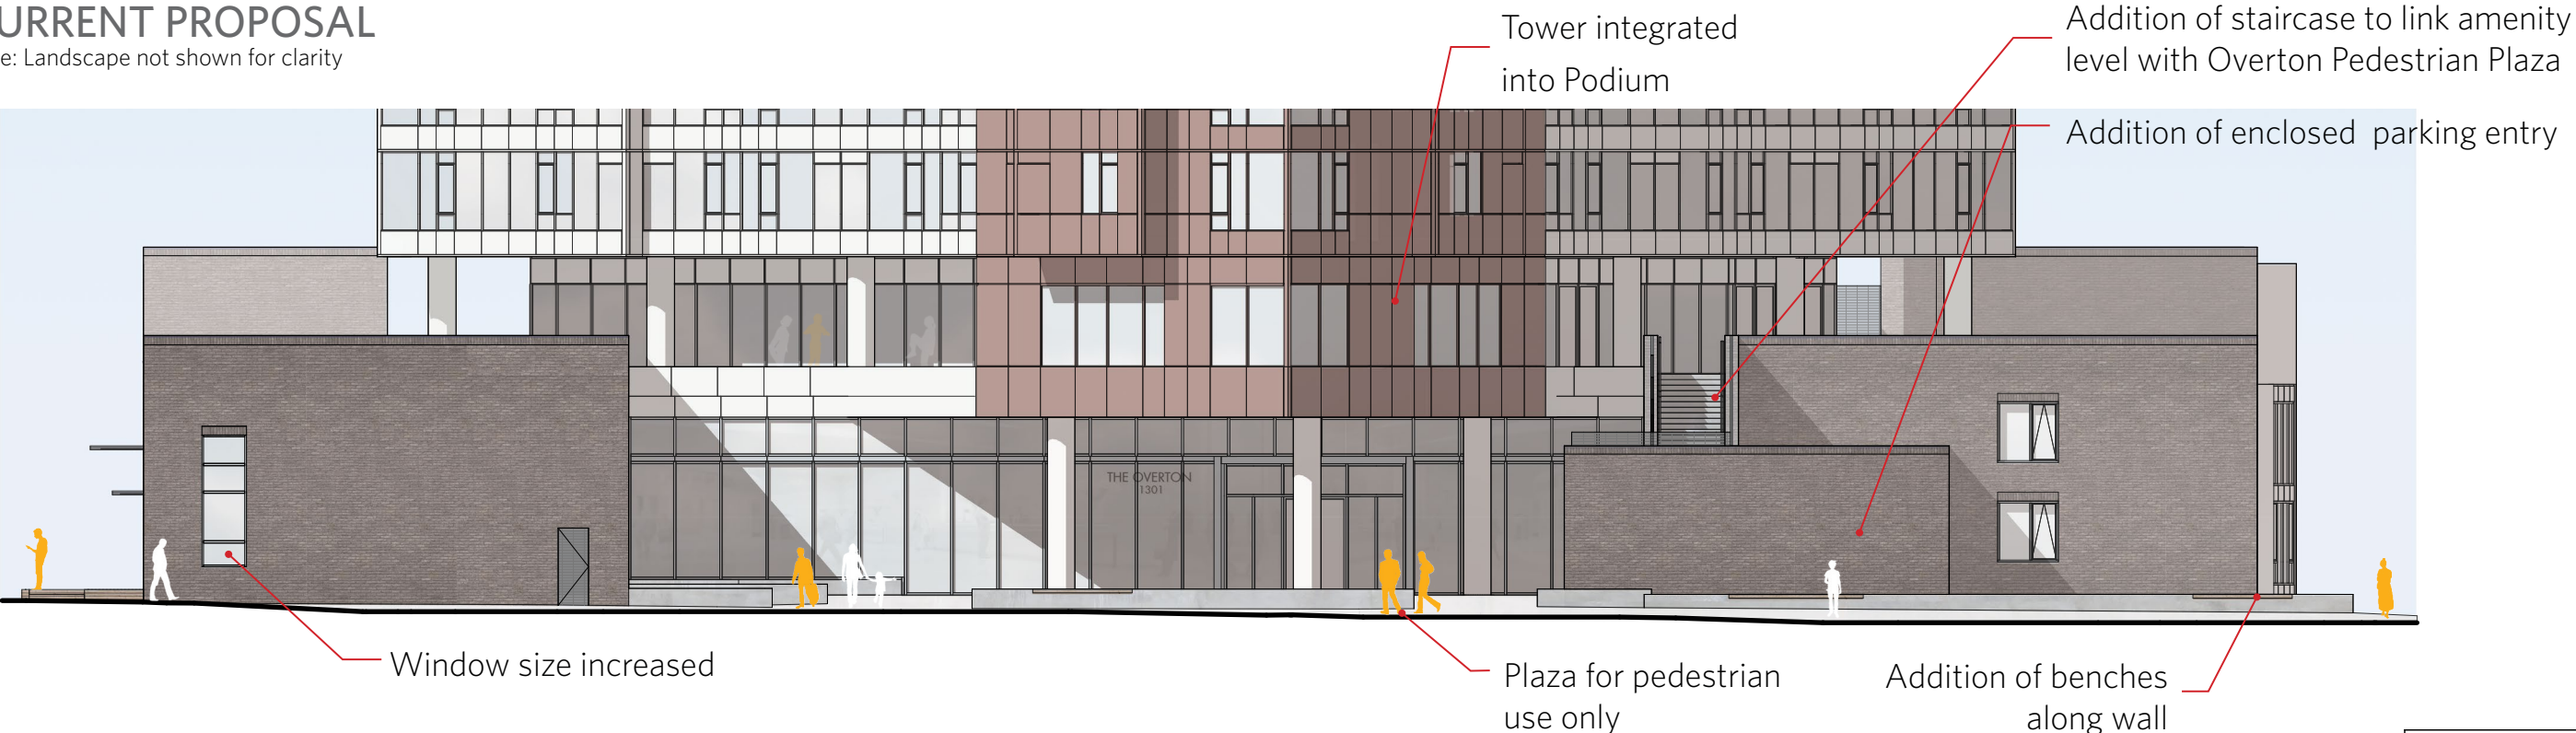 URRENT PROPOSAL
e: Landscape not shown for clarity
Tower integrated
into Podium
Addition of staircase to link amenity
level with Overton Pedestrian Plaza
Addition of enclosed parking entry
THE OVERTON
1301
Window size increased
Plaza for pedestrian
use only
Addition of benches
along wall